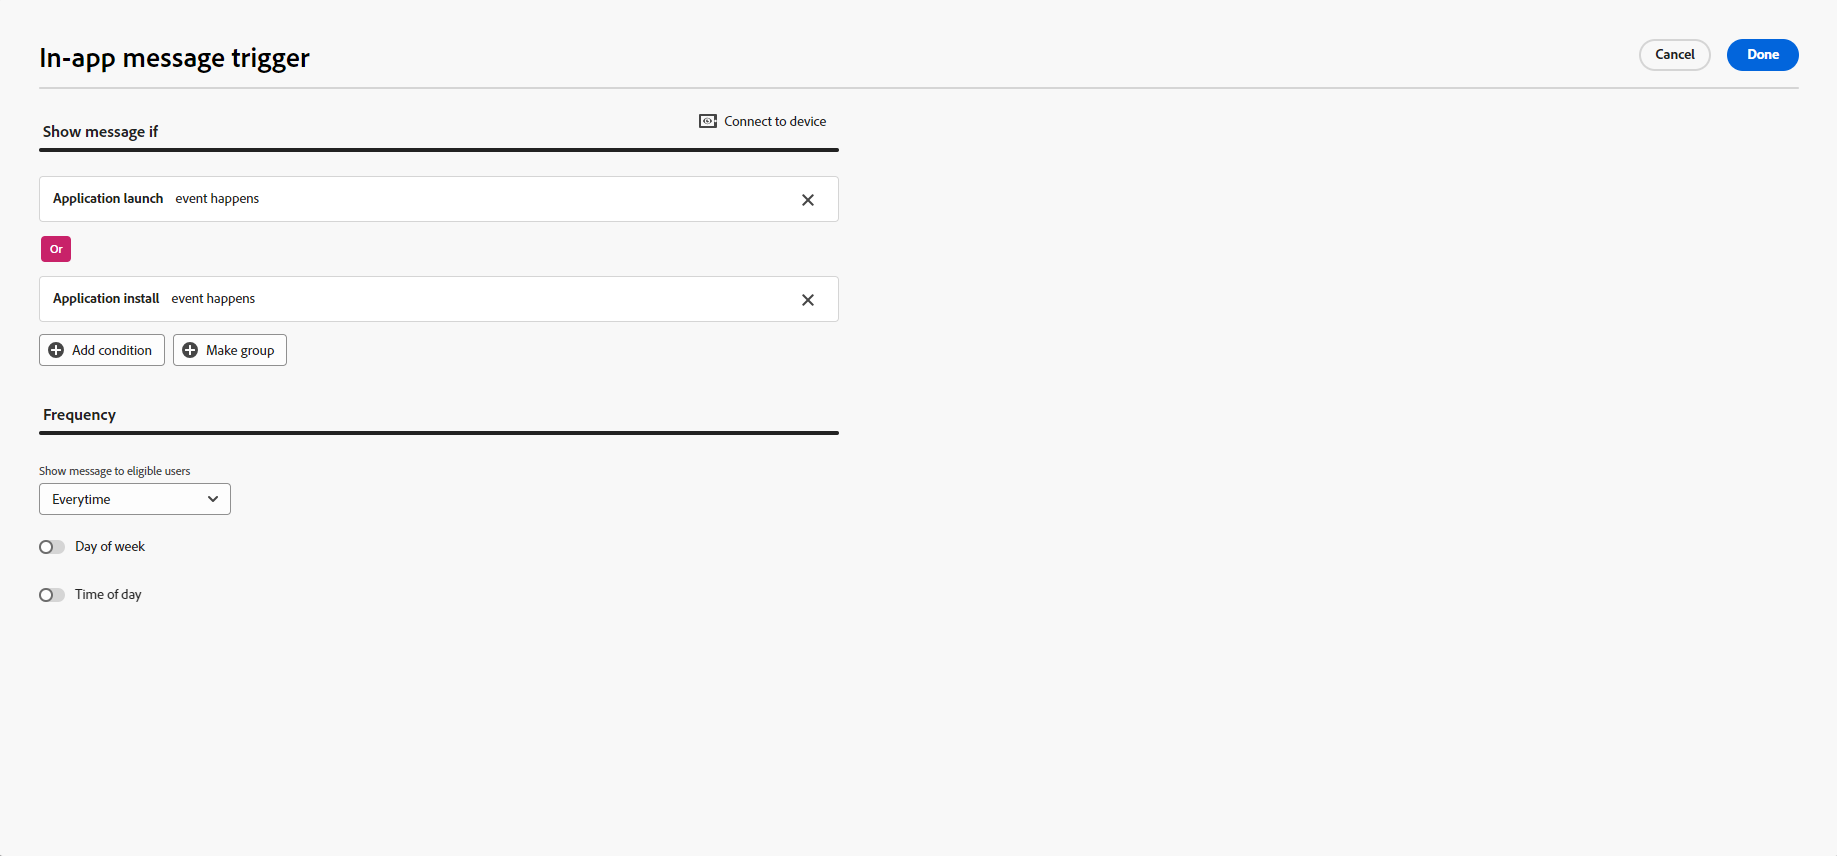 In-app message trigger
Cancel
Done
Show message if
Connect to device
Application launch event happens
Or
Application install event happens
Add condition
Make group
Frequency
Show message to eligible users
Everytime
Day of week
Time of day